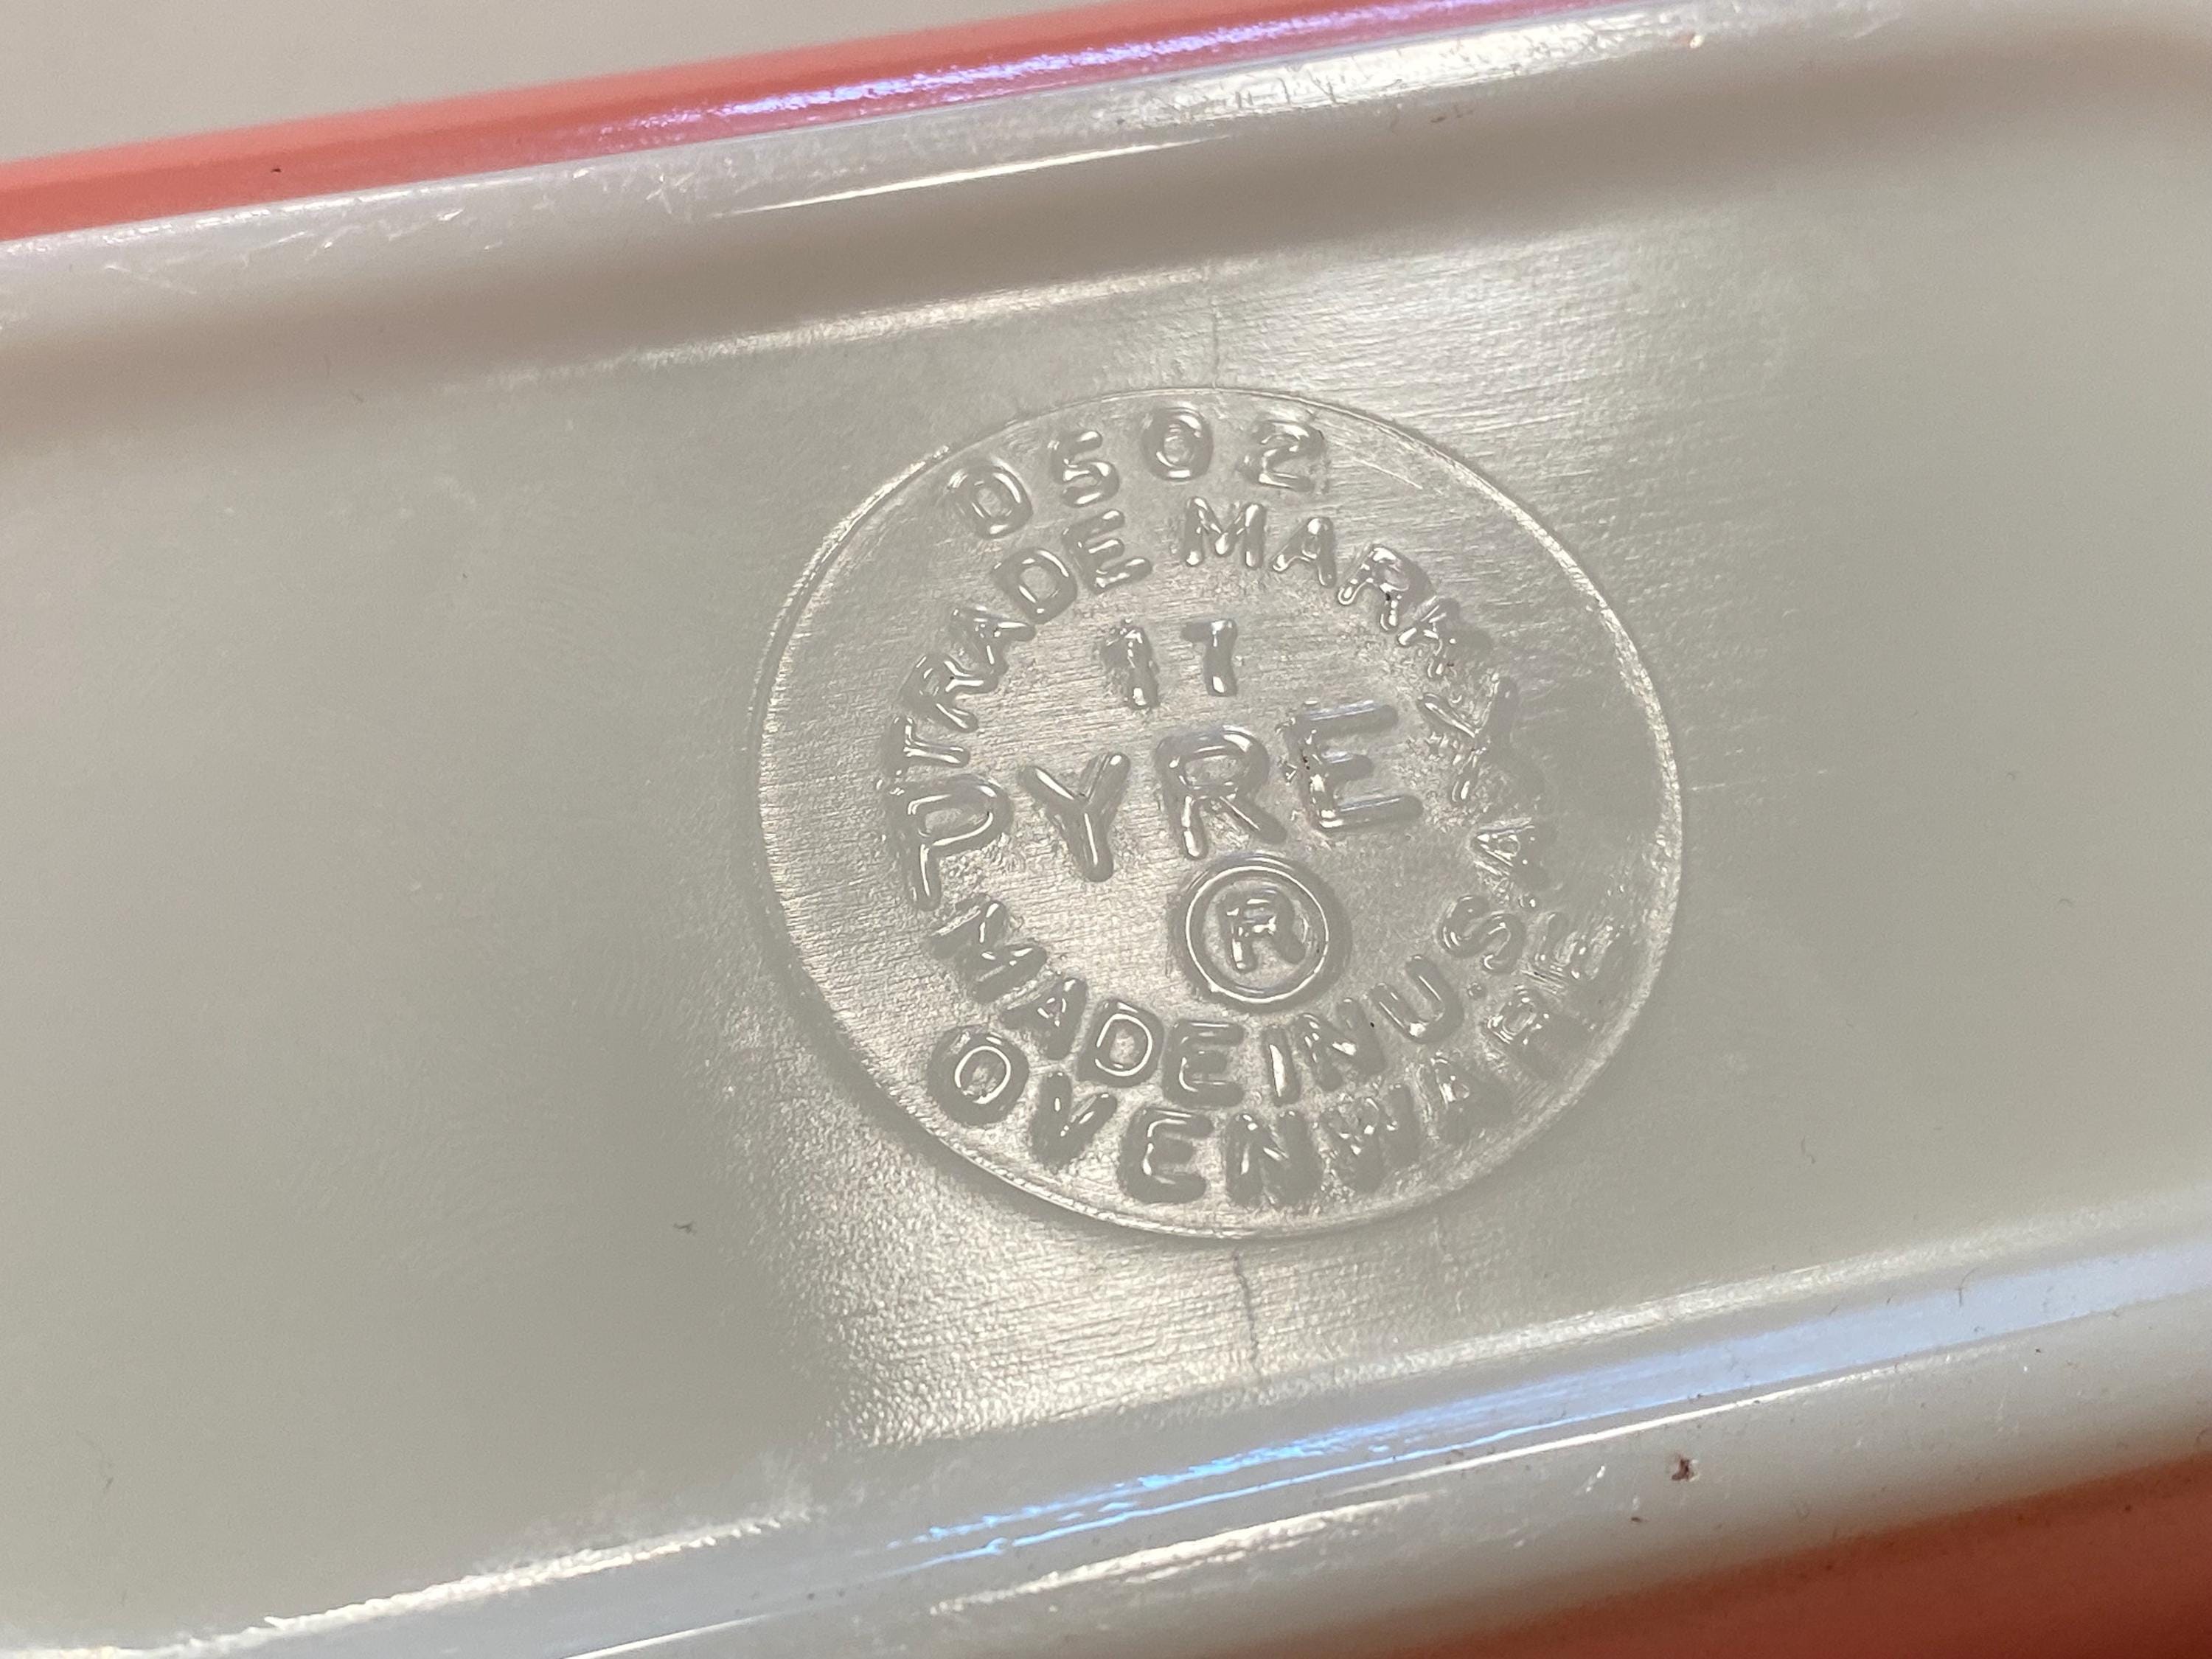 0502
TRADE MARK
17
PYREX
®
MADE IN U.S.A
OVENWARE